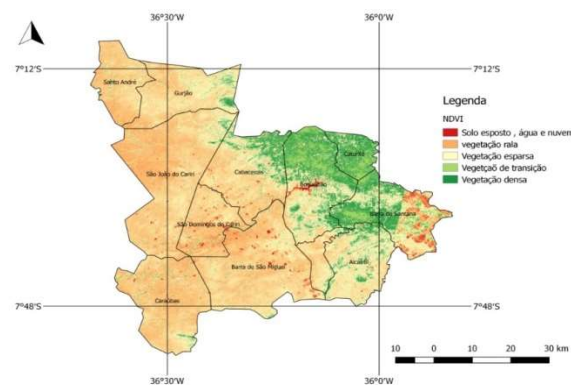 36°30'W
36°0'W
7°12'S
7°12'S
Santo André
Gurjão
Legenda
NDVI
Solo esposto , água e nuven
vegetação rala
Vegetação esparsa
Vegetçaõ de transição
Vegetação densa
Caturité
São João do Cariri
Cabaceiras
Boqueirão
Barra de Santana
São Domingos do Cariri
Alcantil
Barra do São Miguel
Caraúbas
7°48'S
7°48'S
10 0 10 20 30 km
36°30'W
36°0'W